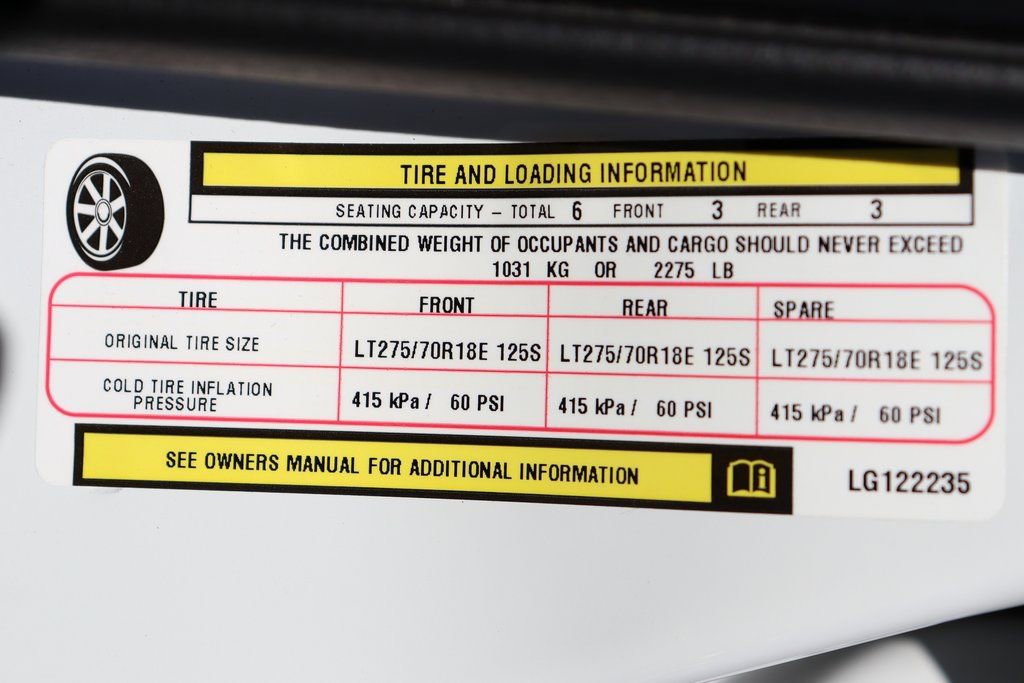 TIRE AND LOADING INFORMATION
SEATING CAPACITY – TOTAL 6 FRONT 3 REAR 3
THE COMBINED WEIGHT OF OCCUPANTS AND CARGO SHOULD NEVER EXCEED
1031 KG OR 2275 LB
TIRE FRONT REAR SPARE
ORIGINAL TIRE SIZE LT275/70R18E 125S LT275/70R18E 125S LT275/70R18E 125S
COLD TIRE INFLATION
PRESSURE 415 kPa / 60 PSI 415 kPa / 60 PSI 415 kPa / 60 PSI
SEE OWNERS MANUAL FOR ADDITIONAL INFORMATION
LG122235